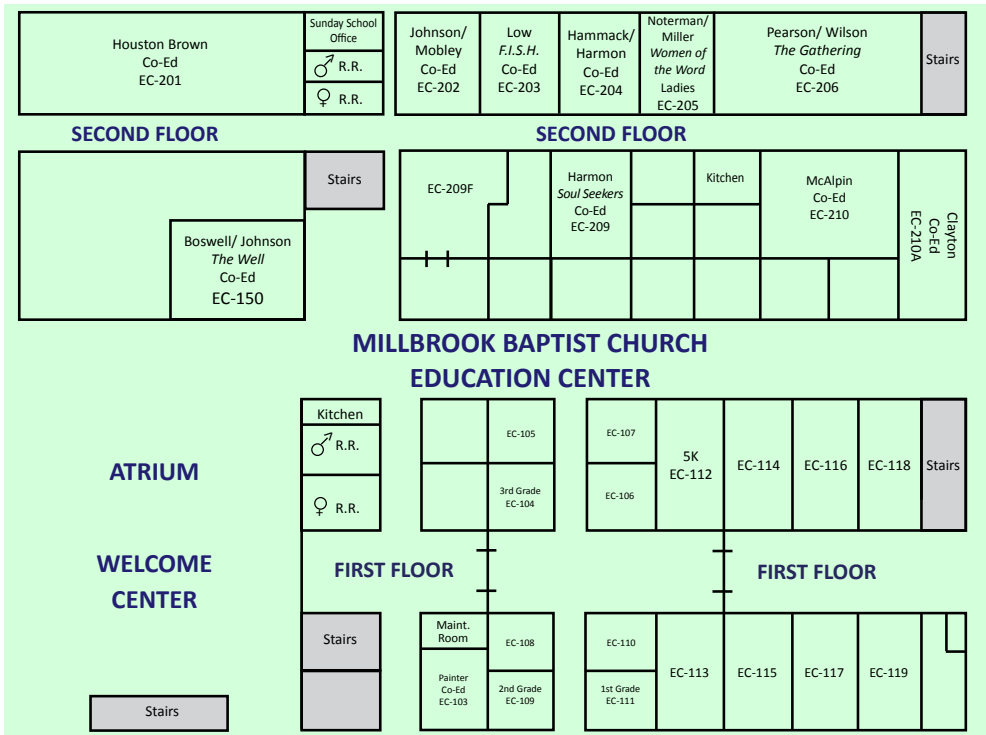 Houston Brown
Co-Ed
EC-201
Sunday School
Office
♂ R.R.
♀ R.R.
Johnson/
Mobley
Co-Ed
EC-202
Low
F.I.S.H.
Co-Ed
EC-203
Hammack/
Harmon
Co-Ed
EC-204
Noterman/
Miller
Women of
the Word
Ladies
EC-205
Pearson/ Wilson
The Gathering
Co-Ed
EC-206
Stairs
SECOND FLOOR
SECOND FLOOR
Stairs
Boswell/ Johnson
The Well
Co-Ed
EC-150
EC-209F
Harmon
Soul Seekers
Co-Ed
EC-209
Kitchen
McAlpin
Co-Ed
EC-210
Clayton
Co-Ed
EC-210A
MILLBROOK BAPTIST CHURCH
EDUCATION CENTER
ATRIUM
WELCOME
CENTER
Kitchen
♂ R.R.
♀ R.R.
EC-105
3rd Grade
EC-104
EC-107
EC-106
5K
EC-112
EC-114
EC-116
EC-118
Stairs
FIRST FLOOR
FIRST FLOOR
Stairs
Stairs
Maint.
Room
Painter
Co-Ed
EC-103
EC-108
2nd Grade
EC-109
EC-110
1st Grade
EC-111
EC-113
EC-115
EC-117
EC-119